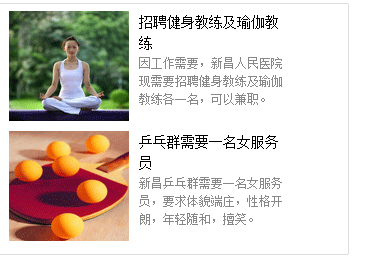 招聘健身教练及瑜伽教
练
因工作需要，新昌人民医院
现需要招聘健身教练及瑜伽
教练各一名，可以兼职。
乒乓群需要一名女服务
员
新昌乒乓群需要一名女服务
员，要求体貌端庄，性格开
朗，年轻随和，擅笑。